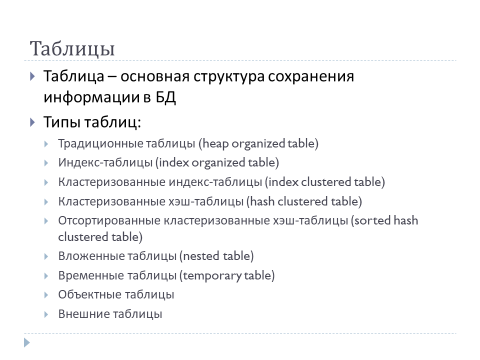 Таблицы
Таблица – основная структура сохранения
информации в БД
Типы таблиц:
Традиционные таблицы (heap organized table)
Индекс-таблицы (index organized table)
Кластеризованные индекс-таблицы (index clustered table)
Кластеризованные хэш-таблицы (hash clustered table)
Отсортированные кластеризованные хэш-таблицы (sorted hash
clustered table)
Вложенные таблицы (nested table)
Временные таблицы (temporary table)
Объектные таблицы
Внешние таблицы